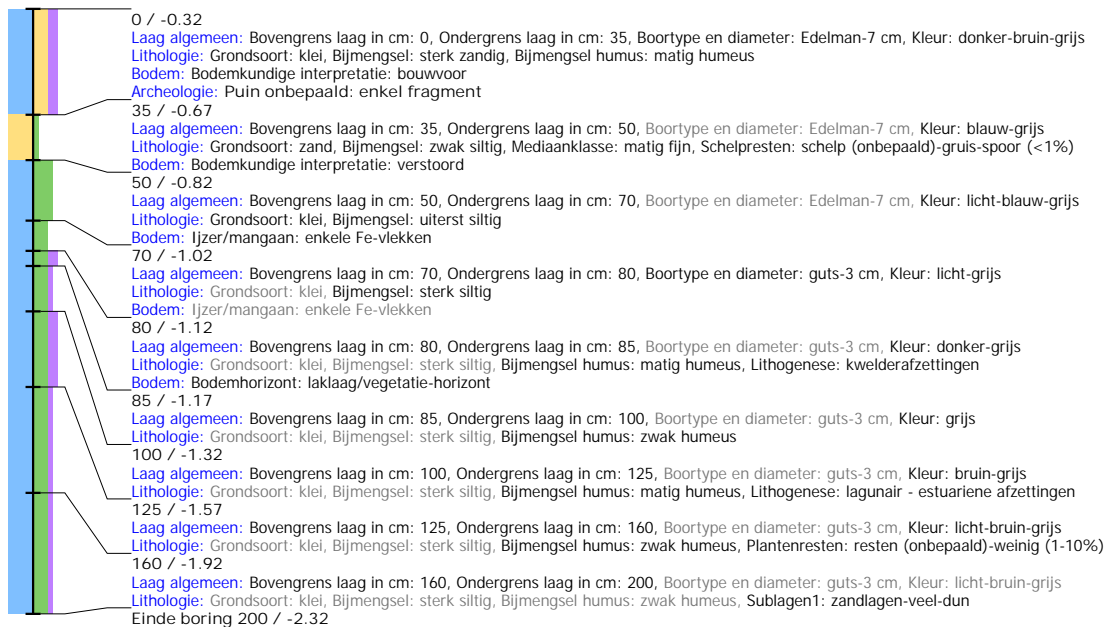 0 / -0.32
Laag algemeen: Bovengrens laag in cm: 0, Ondergrens laag in cm: 35, Boortype en diameter: Edelman-7 cm, Kleur: donker-bruin-grijs
Lithologie: Grondsoort: klei, Bijmengsel: sterk zandig, Bijmengsel humus: matig humeus
Bodem: Bodemkundige interpretatie: bouwvoor
Archeologie: Puin onbepaald: enkel fragment
35 / -0.67
Laag algemeen: Bovengrens laag in cm: 35, Ondergrens laag in cm: 50, Boortype en diameter: Edelman-7 cm, Kleur: blauw-grijs
Lithologie: Grondsoort: zand, Bijmengsel: zwak siltig, Mediaanklasse: matig fijn, Schelpresten: schelp (onbepaald)-gruis-spoor (<1%)
Bodem: Bodemkundige interpretatie: verstoord
50 / -0.82
Laag algemeen: Bovengrens laag in cm: 50, Ondergrens laag in cm: 70, Boortype en diameter: Edelman-7 cm, Kleur: licht-blauw-grijs
Lithologie: Grondsoort: klei, Bijmengsel: uiterst siltig
Bodem: Ijzer/mangaan: enkele Fe-vlekken
70 / -1.02
Laag algemeen: Bovengrens laag in cm: 70, Ondergrens laag in cm: 80, Boortype en diameter: guts-3 cm, Kleur: licht-grijs
Lithologie: Grondsoort: klei, Bijmengsel: sterk siltig
Bodem: Ijzer/mangaan: enkele Fe-vlekken
80 / -1.12
Laag algemeen: Bovengrens laag in cm: 80, Ondergrens laag in cm: 85, Boortype en diameter: guts-3 cm, Kleur: donker-grijs
Lithologie: Grondsoort: klei, Bijmengsel: sterk siltig, Bijmengsel humus: matig humeus, Lithogenese: kwelderafzettingen
Bodem: Bodemhorizont: laklaag/vegetatie-horizont
85 / -1.17
Laag algemeen: Bovengrens laag in cm: 85, Ondergrens laag in cm: 100, Boortype en diameter: guts-3 cm, Kleur: grijs
Lithologie: Grondsoort: klei, Bijmengsel: sterk siltig, Bijmengsel humus: zwak humeus
100 / -1.32
Laag algemeen: Bovengrens laag in cm: 100, Ondergrens laag in cm: 125, Boortype en diameter: guts-3 cm, Kleur: bruin-grijs
Lithologie: Grondsoort: klei, Bijmengsel: sterk siltig, Bijmengsel humus: matig humeus, Lithogenese: lagunair - estuariene afzettingen
125 / -1.57
Laag algemeen: Bovengrens laag in cm: 125, Ondergrens laag in cm: 160, Boortype en diameter: guts-3 cm, Kleur: licht-bruin-grijs
Lithologie: Grondsoort: klei, Bijmengsel: sterk siltig, Bijmengsel humus: zwak humeus, Plantenresten: resten (onbepaald)-weinig (1-10%)
160 / -1.92
Laag algemeen: Bovengrens laag in cm: 160, Ondergrens laag in cm: 200, Boortype en diameter: guts-3 cm, Kleur: licht-bruin-grijs
Lithologie: Grondsoort: klei, Bijmengsel: sterk siltig, Bijmengsel humus: zwak humeus, Sublagen1: zandlagen-veel-dun
Einde boring 200 / -2.32